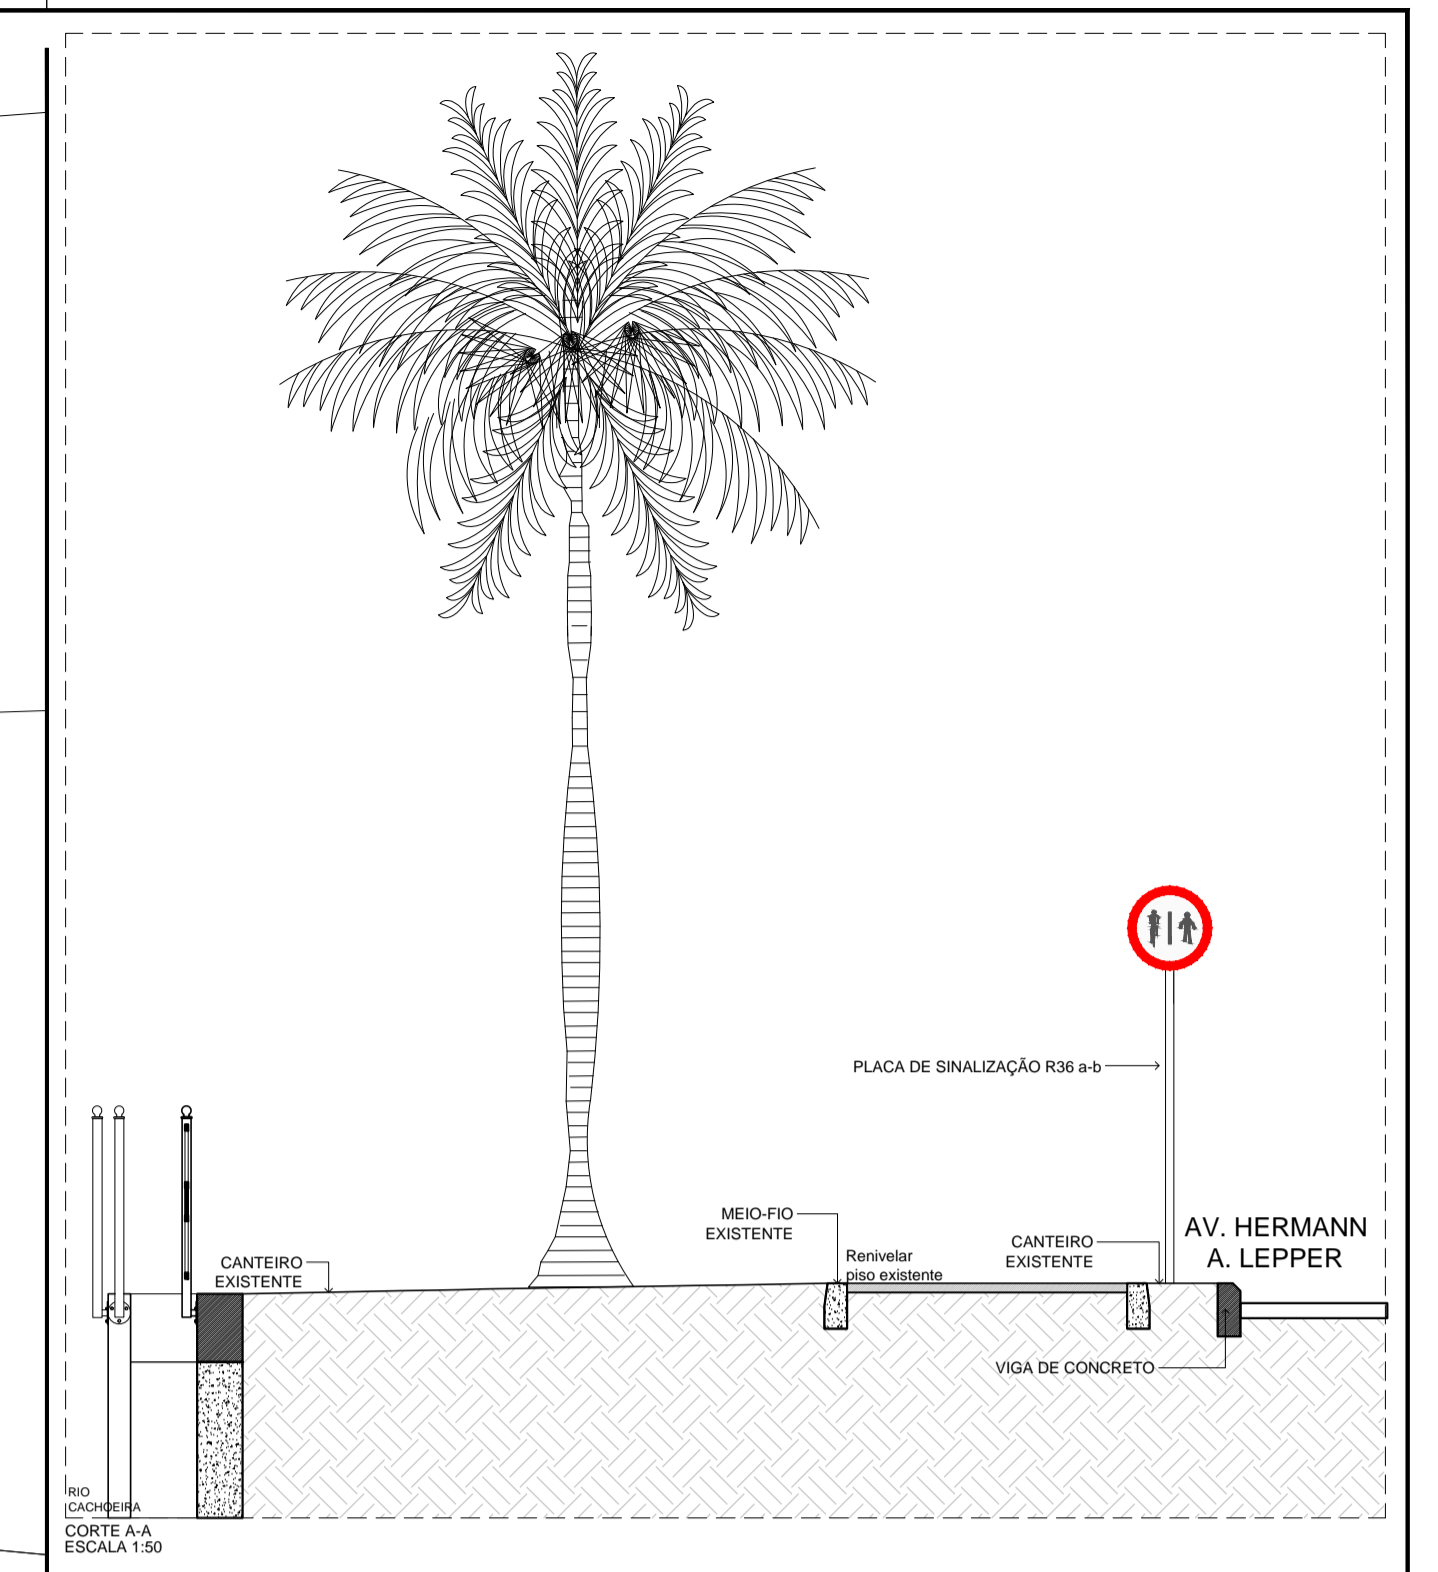 PLACA DE SINALIZAÇÃO R36 a-b
MEIO-FIO
EXISTENTE
AV. HERMANN
A. LEPPER
CANTEIRO
EXISTENTE
Renivelar
piso existente
CANTEIRO
EXISTENTE
VIGA DE CONCRETO
RIO
CACHOEIRA
CORTE A-A
ESCALA 1:50